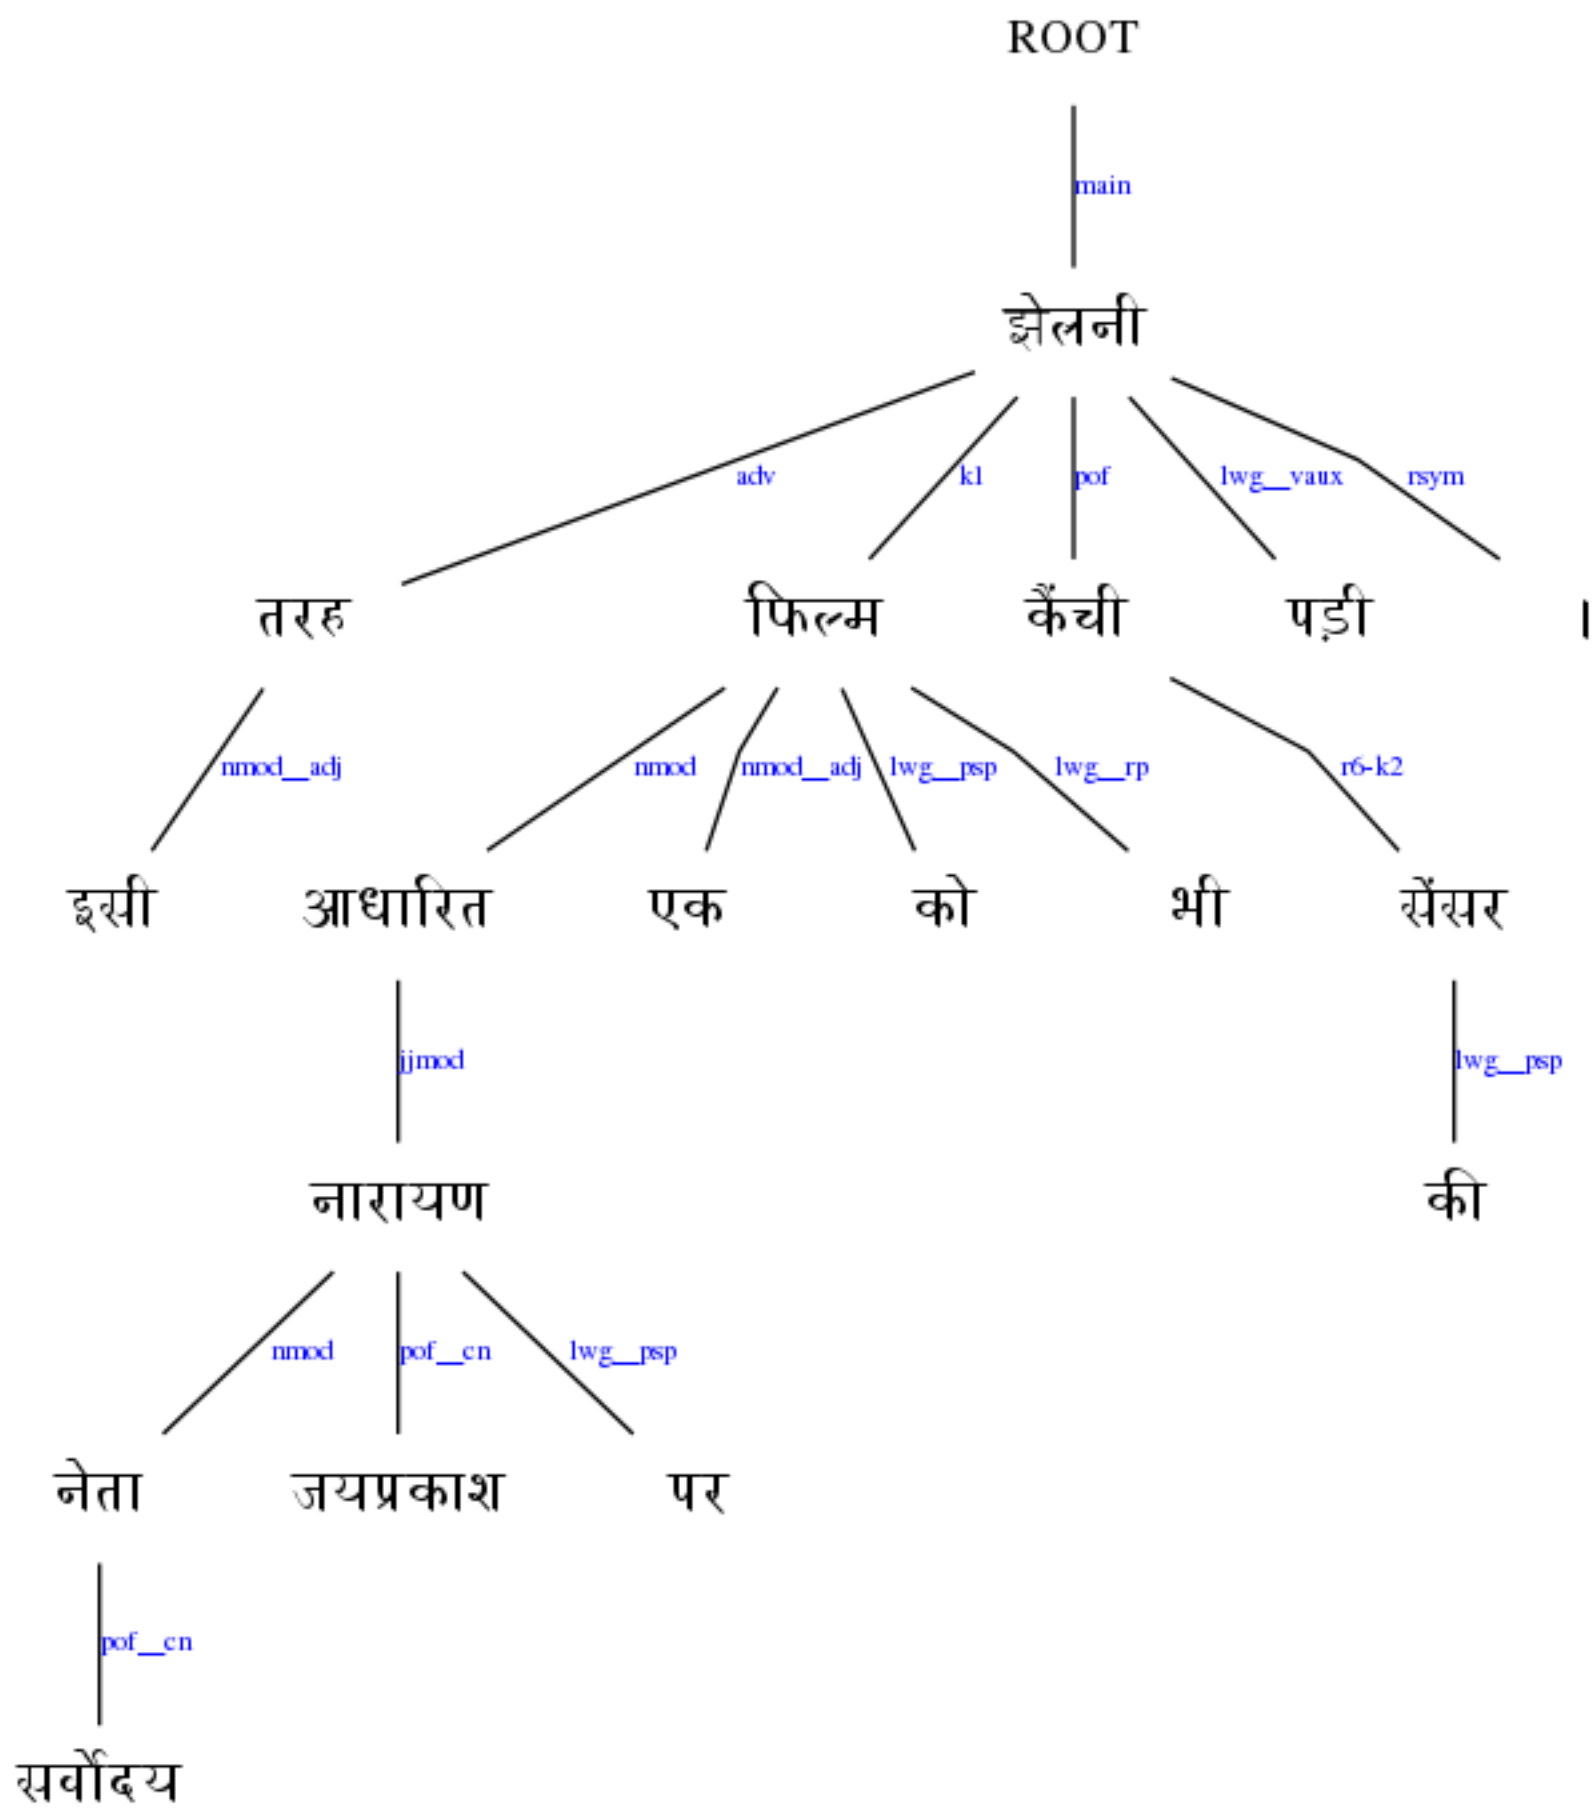 ROOT
main
झेलनी
adv k1 pof lwg__vaux rsym
तरह फिल्म कैंची पड़ी ।
nmod__adj nmod nmod__adj lwg__psp lwg__rp r6-k2
इसी आधारित एक को भी सेंसर
jjmod lwg__psp
नारायण की
nmod pof__cn lwg__psp
नेता जयप्रकाश पर
pof__cn
सर्वोदय